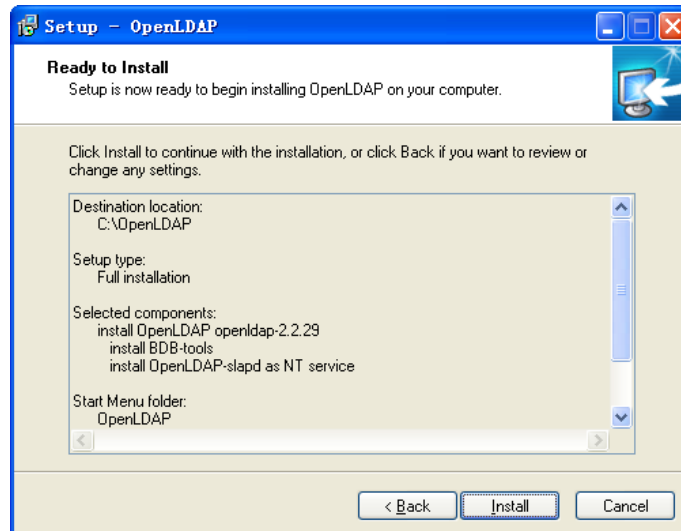 Setup - OpenLDAP
Ready to Install
Setup is now ready to begin installing OpenLDAP on your computer.
Click Install to continue with the installation, or click Back if you want to review or
change any settings.
Destination location:
C:\OpenLDAP
Setup type:
Full installation
Selected components:
install OpenLDAP openldap-2.2.29
install BDB-tools
install OpenLDAP-slapd as NT service
Start Menu folder:
OpenLDAP
< Back
Install
Cancel